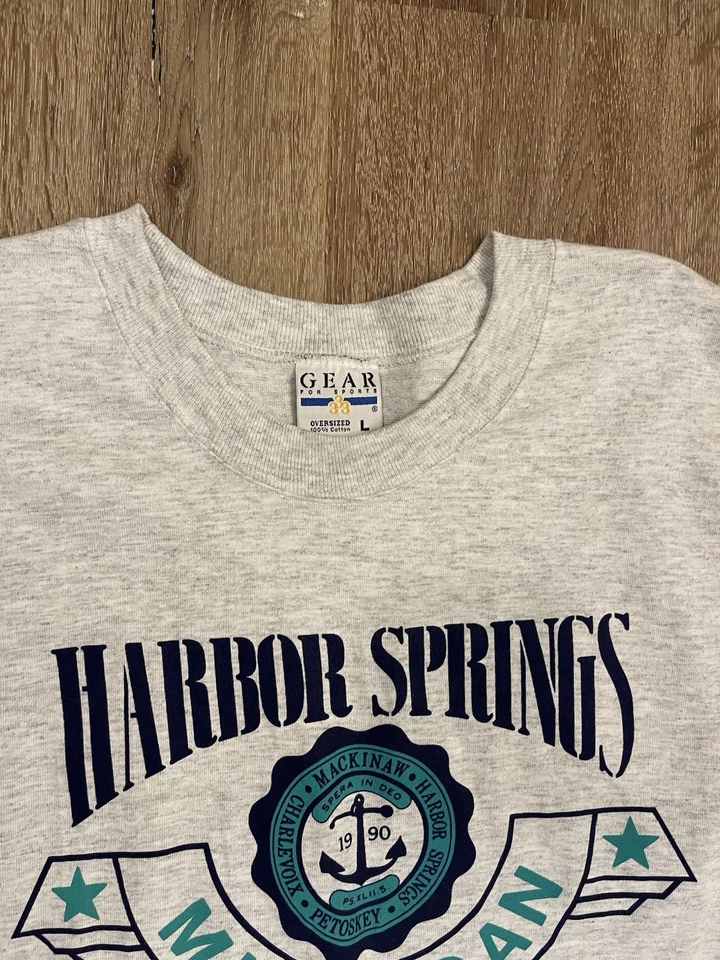 GEAR
FOR SPORTS
®
OVERSIZED
100% Cotton
L
HARBOR SPRINGS
MACKINAW • HARBOR SPRINGS • PETOSKEY • CHARLEVOIX •
SPERA IN DEO
1990
PS.XLII.5